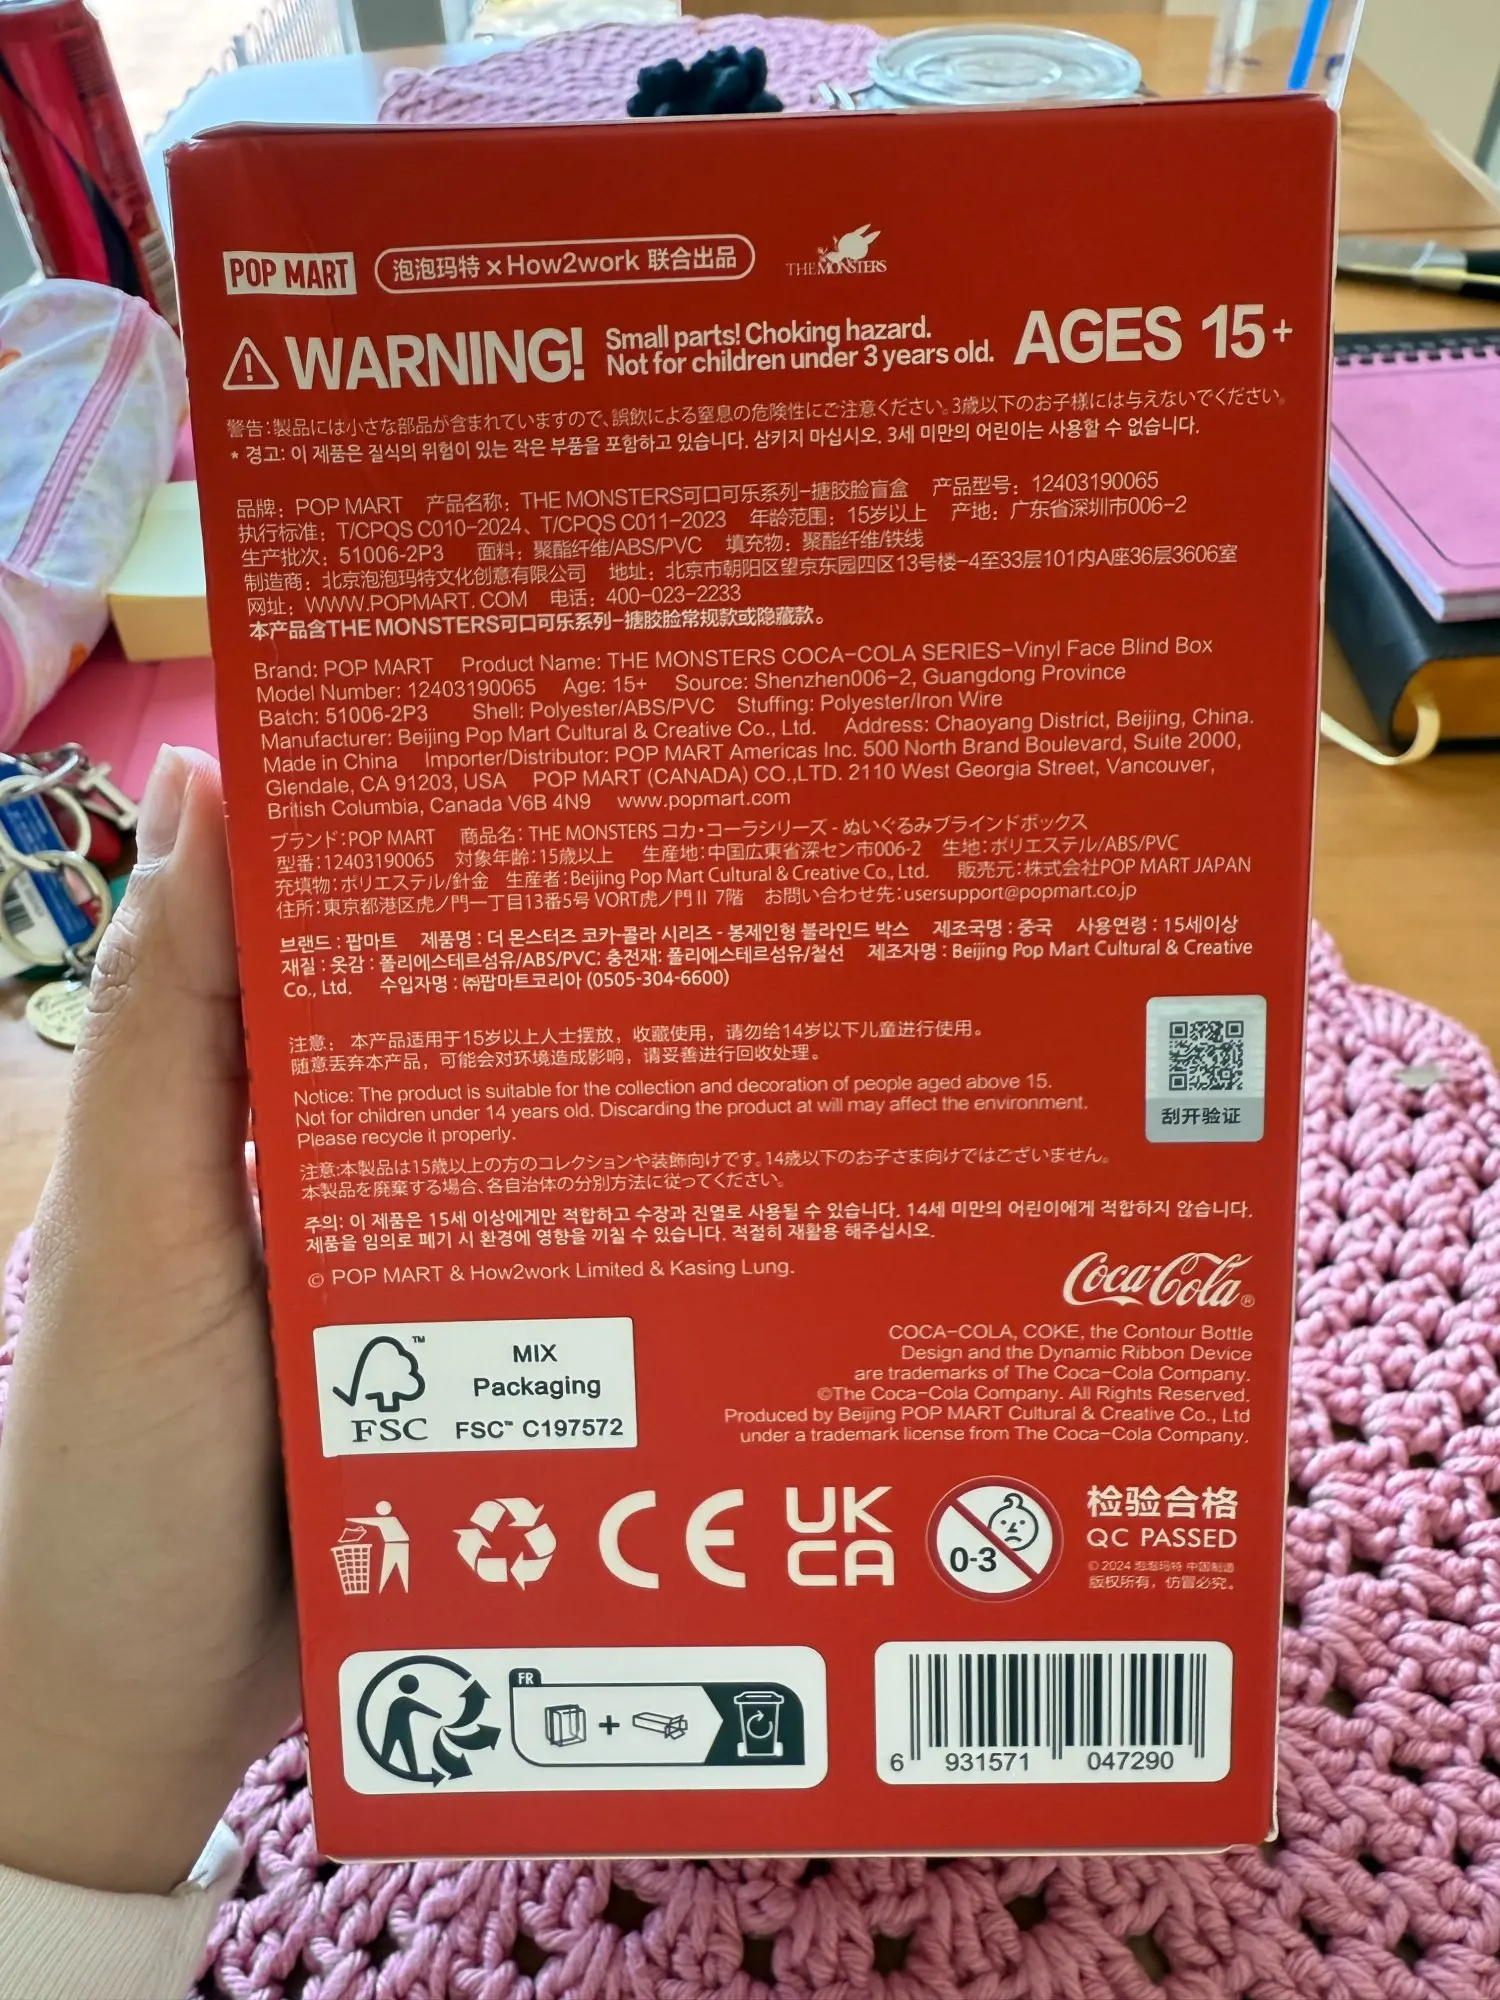 POP MART 泡泡玛特×How2work 联合出品 THE MONSTERS
WARNING! Small parts! Choking hazard. AGES 15+
Not for children under 3 years old.
警告:製品には小さな部品が含まれていますので、誤飲による窒息の危険性にご注意ください。3歳以下のお子様には与えないでください。
* 경고: 이 제품은 질식의 위험이 있는 작은 부품을 포함하고 있습니다. 삼키지 마십시오. 3세 미만의 어린이는 사용할 수 없습니다.
品牌：POP MART 产品名称：THE MONSTERS可口可乐系列-搪胶脸盲盒 产品型号：12403190065
执行标准：T/CPQS C010-2024、T/CPQS C011-2023 年龄范围：15岁以上 产地：广东省深圳市006-2
生产批次：51006-2P3 面料：聚酯纤维/ABS/PVC 填充物：聚酯纤维/铁线
制造商：北京泡泡玛特文化创意有限公司 地址：北京市朝阳区望京东园四区13号楼-4至33层101内A座36层3606室
网址：WWW.POPMART.COM 电话：400-023-2233
本产品含THE MONSTERS可口可乐系列-搪胶脸常规款或隐藏款。
Brand: POP MART Product Name: THE MONSTERS COCA-COLA SERIES-Vinyl Face Blind Box
Model Number: 12403190065 Age: 15+ Source: Shenzhen006-2, Guangdong Province
Batch: 51006-2P3 Shell: Polyester/ABS/PVC Stuffing: Polyester/Iron Wire
Manufacturer: Beijing Pop Mart Cultural & Creative Co., Ltd. Address: Chaoyang District, Beijing, China.
Made in China Importer/Distributor: POP MART Americas Inc. 500 North Brand Boulevard, Suite 2000,
Glendale, CA 91203, USA POP MART (CANADA) CO.,LTD. 2110 West Georgia Street, Vancouver,
British Columbia, Canada V6B 4N9 www.popmart.com
ブランド:POP MART 商品名: THE MONSTERS コカ・コーラシリーズ - ぬいぐるみブラインドボックス
型番:12403190065 対象年齢:15歳以上 生産地:中国広東省深セン市006-2 生地:ポリエステル/ABS/PVC
充填物:ポリエステル/針金 生産者:Beijing Pop Mart Cultural & Creative Co., Ltd. 販売元:株式会社POP MART JAPAN
住所:東京都港区虎ノ門一丁目13番5号 VORT虎ノ門Ⅱ 7階 お問い合わせ先:usersupport@popmart.co.jp
브랜드 : 팝마트 제품명 : 더 몬스터즈 코카-콜라 시리즈 - 봉제인형 블라인드 박스 제조국명 : 중국 사용연령 : 15세이상
재질 : 옷감 : 폴리에스테르섬유/ABS/PVC: 충전재: 폴리에스테르섬유/철선 제조자명 : Beijing Pop Mart Cultural & Creative
Co., Ltd. 수입자명 : ㈜팝마트코리아 (0505-304-6600)
注意：本产品适用于15岁以上人士摆放，收藏使用，请勿给14岁以下儿童进行使用。
随意丢弃本产品，可能会对环境造成影响，请妥善进行回收处理。
刮开验证
Notice: The product is suitable for the collection and decoration of people aged above 15.
Not for children under 14 years old. Discarding the product at will may affect the environment.
Please recycle it properly.
注意:本製品は15歳以上の方のコレクションや装飾向けです。14歳以下のお子さま向けではございません。
本製品を廃棄する場合、各自治体の分別方法に従ってください。
주의: 이 제품은 15세 이상에게만 적합하고 수장과 진열로 사용될 수 있습니다. 14세 미만의 어린이에게 적합하지 않습니다.
제품을 임의로 폐기 시 환경에 영향을 끼칠 수 있습니다. 적절히 재활용 해주십시오.
© POP MART & How2work Limited & Kasing Lung.
Coca-Cola®
COCA-COLA, COKE, the Contour Bottle
Design and the Dynamic Ribbon Device
are trademarks of The Coca-Cola Company.
©The Coca-Cola Company. All Rights Reserved.
Produced by Beijing POP MART Cultural & Creative Co., Ltd
under a trademark license from The Coca-Cola Company.
FSC™ MIX
Packaging
FSC™ C197572
CE UK
CA
0-3
检验合格
QC PASSED
©2024 泡泡玛特 中国制造
版权所有，仿冒必究。
FR
6 931571 047290